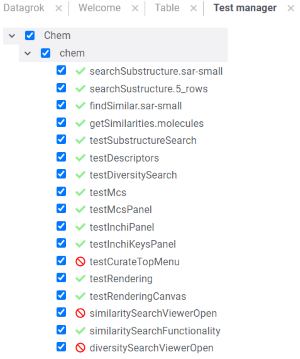 Datagrok Welcome Table Test manager
Chem
chem
searchSubstructure.sar-small
searchSustructure.5_rows
findSimilar.sar-small
getSimilarities.molecules
testSubstructureSearch
testDescriptors
testDiversitySearch
testMcs
testMcsPanel
testInchiPanel
testInchiKeysPanel
testCurateTopMenu
testRendering
testRenderingCanvas
similaritySearchViewerOpen
similaritySearchFunctionality
diversitySearchViewerOpen